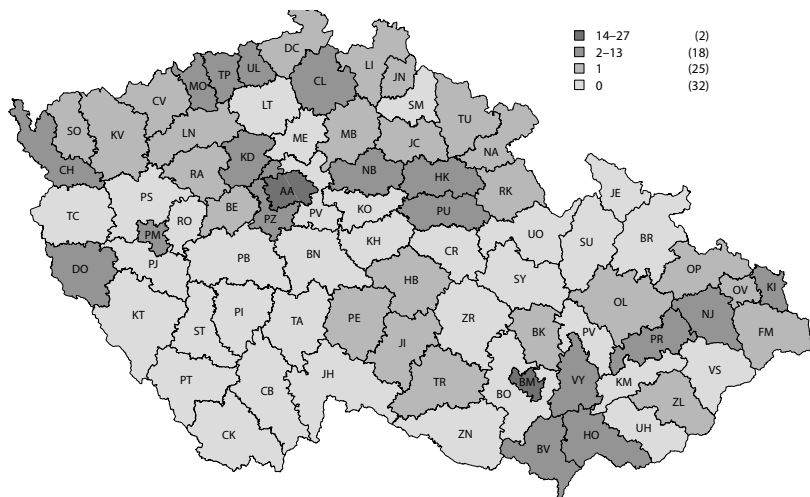 14–27 (2)
2–13 (18)
1 (25)
0 (32)
DC
UL
TP
MO
CL
LI
JN
CV
LT
SM
TU
SO
KV
LN
ME
MB
JC
NA
CH
RA
KD
NB
HK
RK
JE
AA
PS
TC
RO
BE
PZ
PV
KO
PU
PM
UO
SU
BR
DO
PJ
PB
BN
KH
CR
OP
OV
KI
HB
SY
OL
NJ
FM
KT
ST
PI
TA
PE
ZR
BK
PV
PR
JI
VS
PT
CB
JH
TR
BO
BM
VY
KM
ZL
CK
ZN
BV
HO
UH